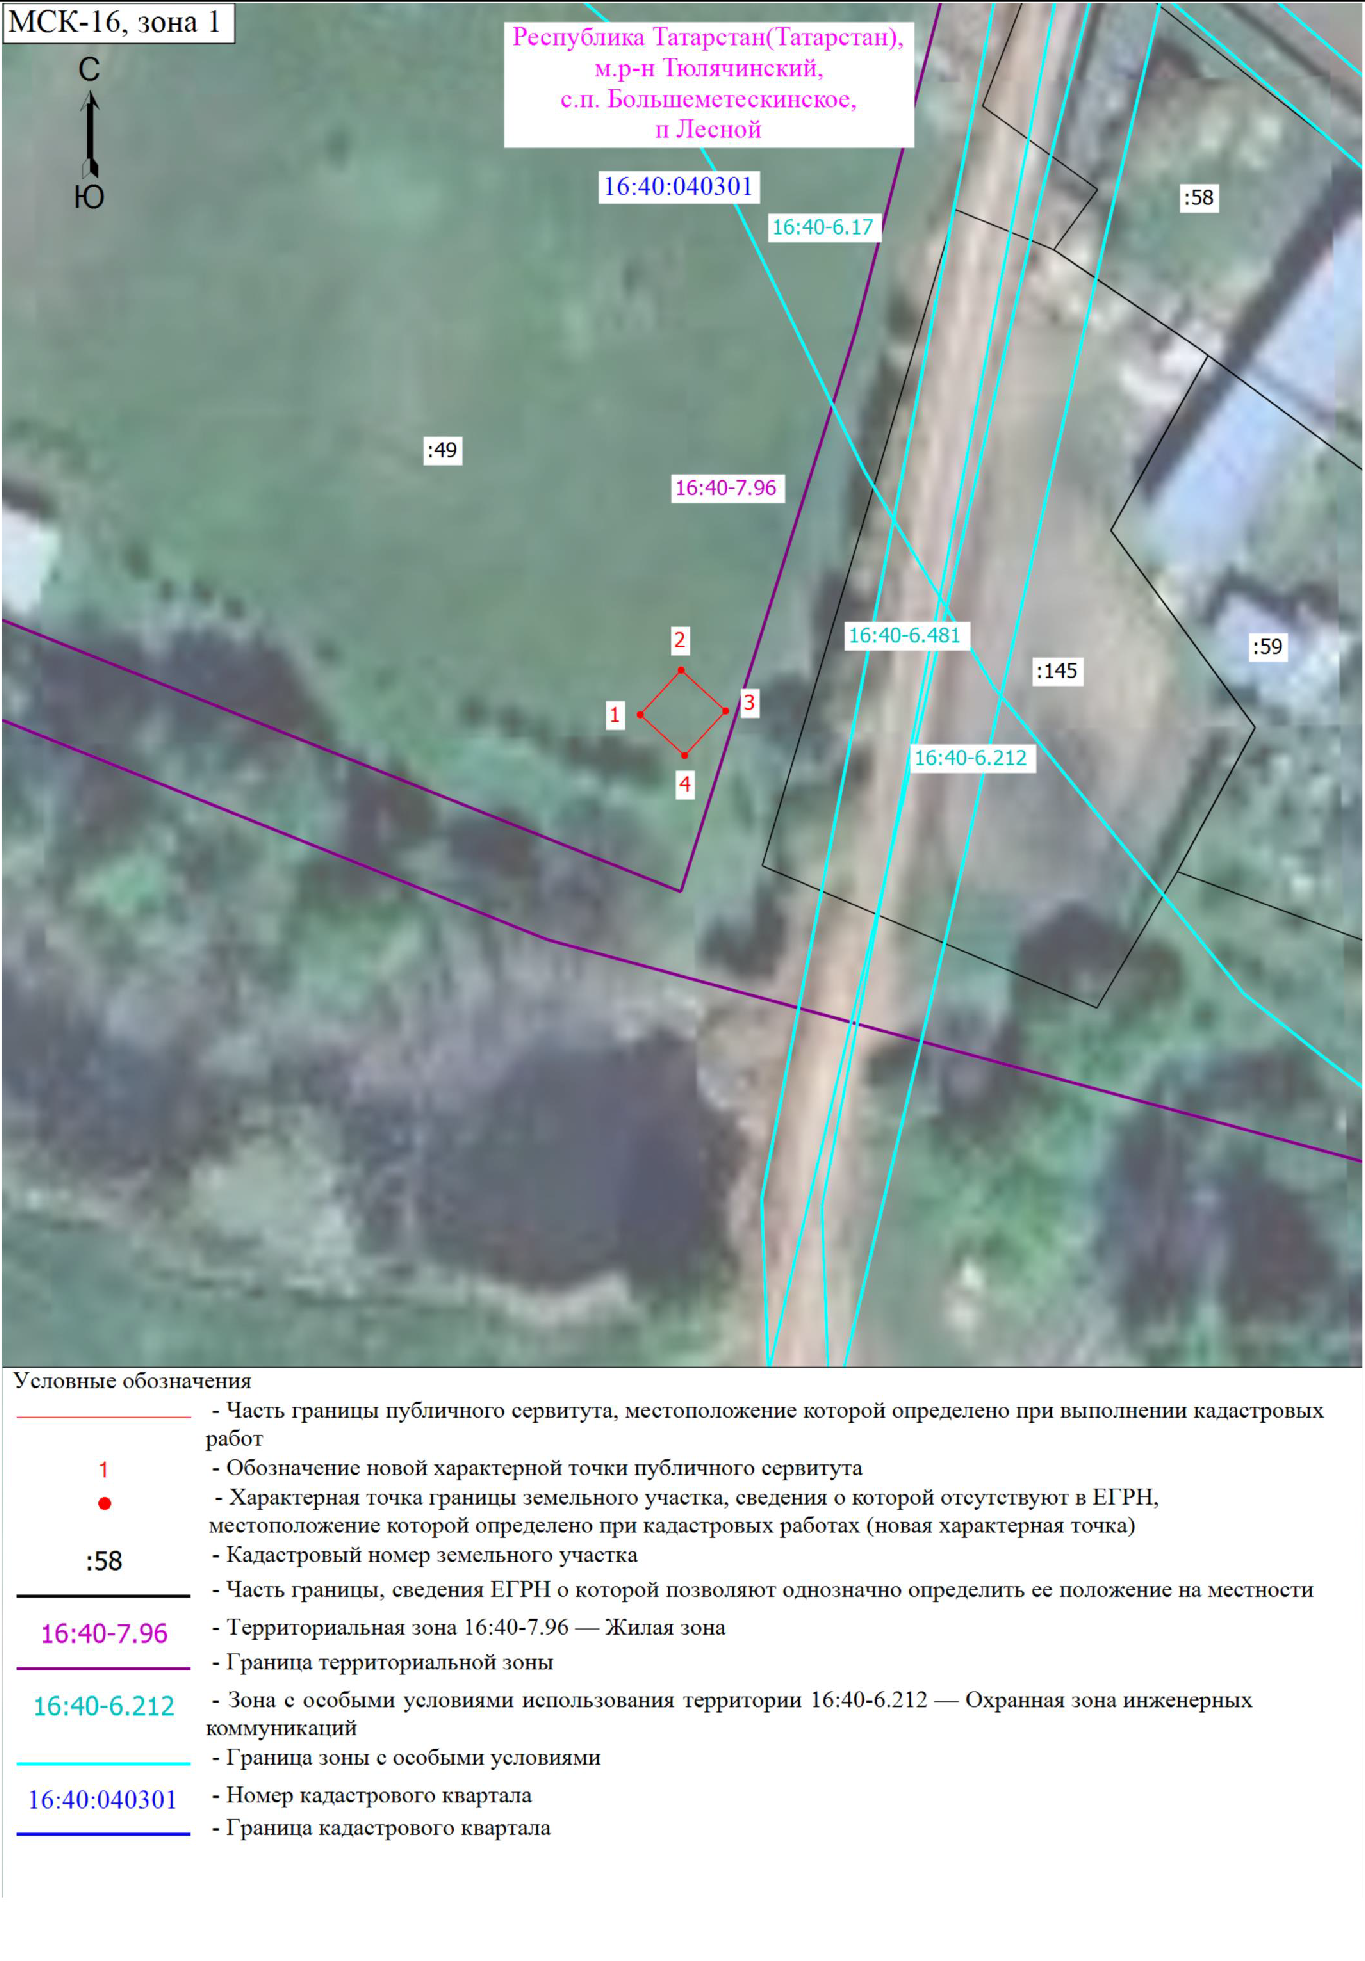 МСК-16, зона 1
С
Ю
Республика Татарстан(Татарстан),
м.р-н Тюлячинский,
с.п. Большеметескинское,
п Лесной
16:40:040301
16:40-6.17
:58
:49
16:40-7.96
16:40-6.481
:59
:145
2
1
3
4
16:40-6.212
Условные обозначения
- Часть границы публичного сервитута, местоположение которой определено при выполнении кадастровых
работ
1 - Обозначение новой характерной точки публичного сервитута
- Характерная точка границы земельного участка, сведения о которой отсутствуют в ЕГРН,
местоположение которой определено при кадастровых работах (новая характерная точка)
:58 - Кадастровый номер земельного участка
- Часть границы, сведения ЕГРН о которой позволяют однозначно определить ее положение на местности
16:40-7.96 - Территориальная зона 16:40-7.96 — Жилая зона
- Граница территориальной зоны
16:40-6.212 - Зона с особыми условиями использования территории 16:40-6.212 — Охранная зона инженерных
коммуникаций
- Граница зоны с особыми условиями
16:40:040301 - Номер кадастрового квартала
- Граница кадастрового квартала